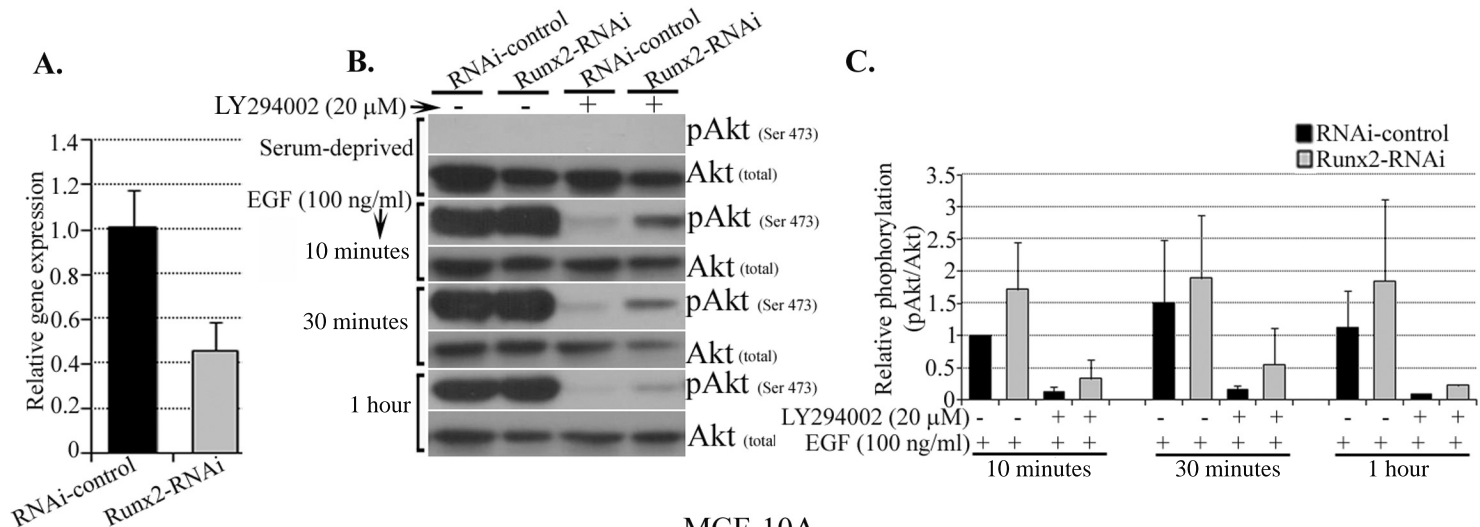 A.
Relative gene expression
1.4
1.2
1.0
0.8
0.6
0.4
0.2
0
RNAi-control
Runx2-RNAi
B.
RNAi-control
Runx2-RNAi
RNAi-control
Runx2-RNAi
LY294002 (20 μM)
- - + +
Serum-deprived
pAkt (Ser 473)
Akt (total)
EGF (100 ng/ml)
10 minutes
pAkt (Ser 473)
Akt (total)
30 minutes
pAkt (Ser 473)
Akt (total)
1 hour
pAkt (Ser 473)
Akt (total
C.
RNAi-control
Runx2-RNAi
Relative phophorylation
(pAkt/Akt)
3.5
3
2.5
2
1.5
1
0.5
0
LY294002 (20 μM) - - + + - - + + - - + +
EGF (100 ng/ml) + + + + + + + + + + + +
10 minutes
30 minutes
1 hour